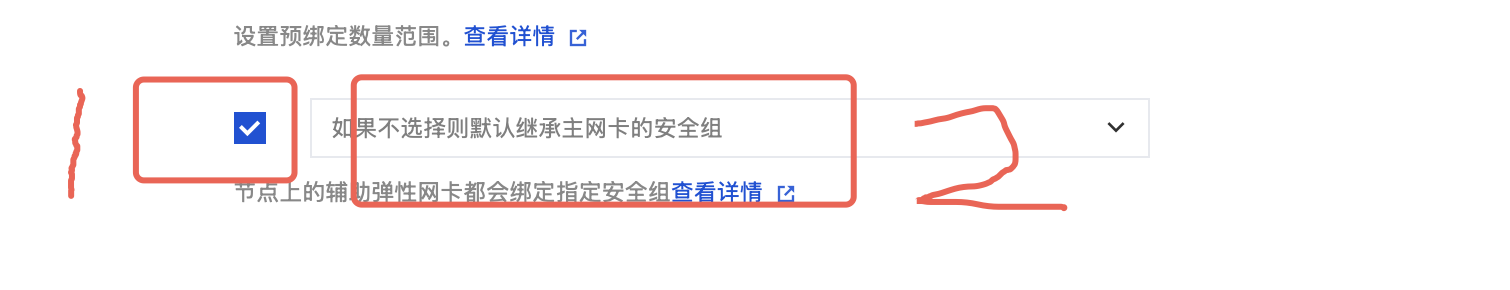 设置预绑定数量范围。查看详情
1
如果不选择则默认继承主网卡的安全组
2
节点上的辅助弹性网卡都会绑定指定安全组查看详情